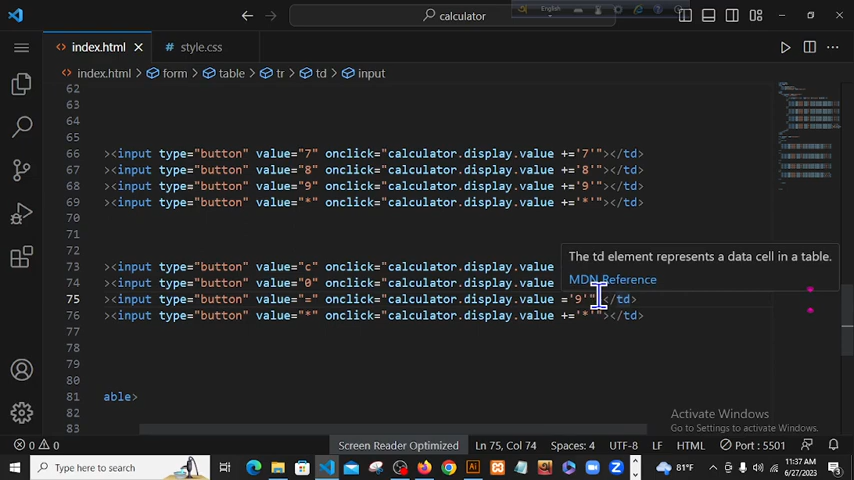 calculator
English
index.html
style.css
index.html > form > table > tr > td > input
62
63
64
65
66 ><input type="button" value="7" onclick="calculator.display.value +='7'"></td>
67 ><input type="button" value="8" onclick="calculator.display.value +='8'"></td>
68 ><input type="button" value="9" onclick="calculator.display.value +='9'"></td>
69 ><input type="button" value="*" onclick="calculator.display.value +='*'"></td>
70
71
72
73 ><input type="button" value="c" onclick="calculator.display.value
74 ><input type="button" value="0" onclick="calculator.display.value
75 ><input type="button" value="=" onclick="calculator.display.value ='9'"></td>
76 ><input type="button" value="*" onclick="calculator.display.value +='*'"></td>
77
78
79
80
81 able>
82
83
The td element represents a data cell in a table.
MDN Reference
Activate Windows
Go to Settings to activate Windows.
0 0
Screen Reader Optimized
Ln 75, Col 74
Spaces: 4
UTF-8
LF
HTML
Port : 5501
Type here to search
Ai
81°F
11:37 AM
6/27/2023